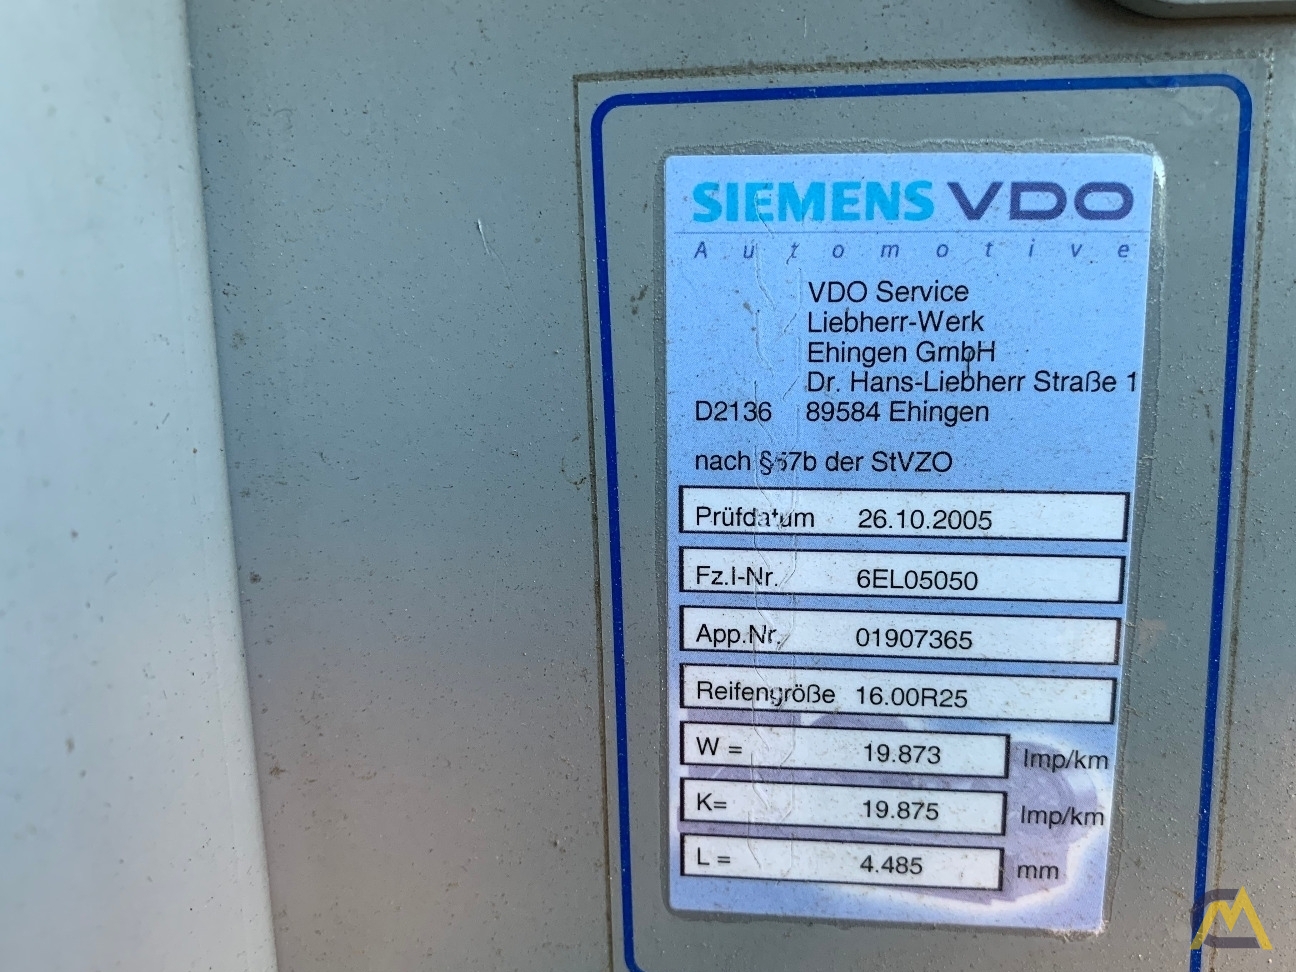 SIEMENS VDO
Automotive
VDO Service
Liebherr-Werk
Ehingen GmbH
Dr. Hans-Liebherr Straße 1
D2136 89584 Ehingen
nach §57b der StVZO
Prüfdatum 26.10.2005
Fz.I-Nr. 6EL05050
App.Nr. 01907365
Reifengröße 16.00R25
W = 19.873 Imp/km
K= 19.875 Imp/km
L = 4.485 mm